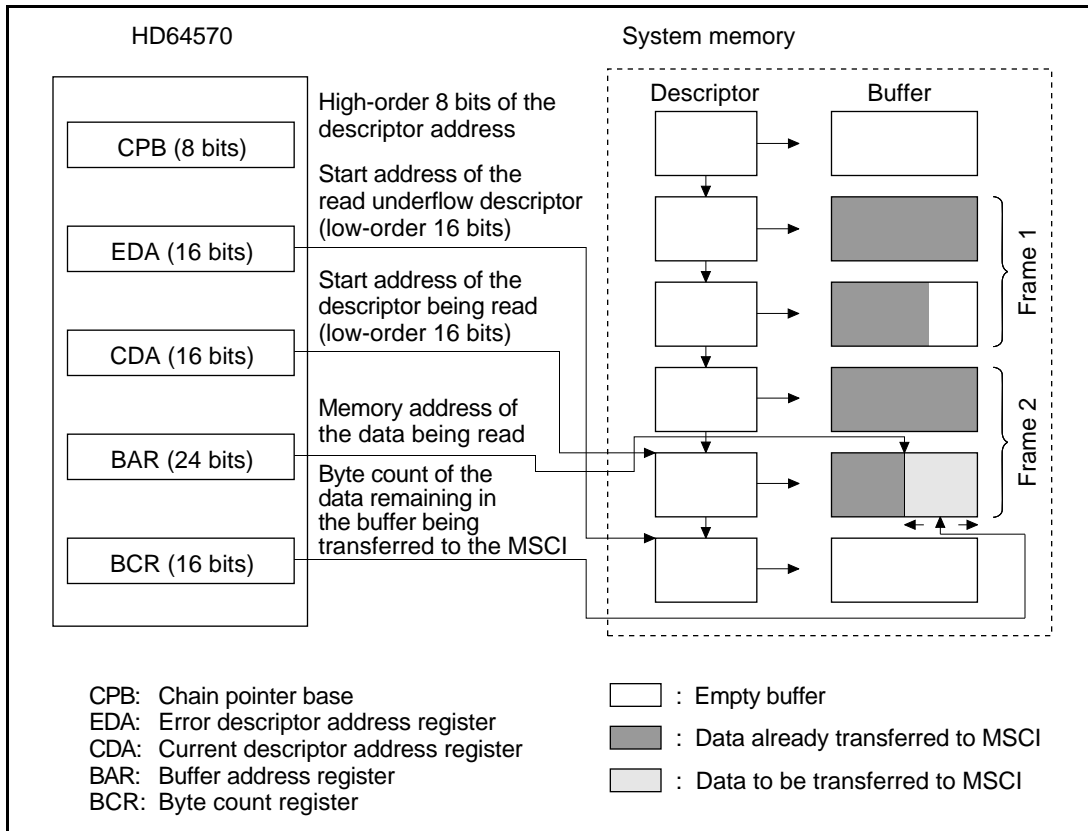 HD64570
System memory
CPB (8 bits)
EDA (16 bits)
CDA (16 bits)
BAR (24 bits)
BCR (16 bits)
High-order 8 bits of the
descriptor address
Start address of the
read underflow descriptor
(low-order 16 bits)
Start address of the
descriptor being read
(low-order 16 bits)
Memory address of
the data being read
Byte count of the
data remaining in
the buffer being
transferred to the MSCI
Descriptor
Buffer
Frame 1
Frame 2
CPB: Chain pointer base
EDA: Error descriptor address register
CDA: Current descriptor address register
BAR: Buffer address register
BCR: Byte count register
: Empty buffer
: Data already transferred to MSCI
: Data to be transferred to MSCI